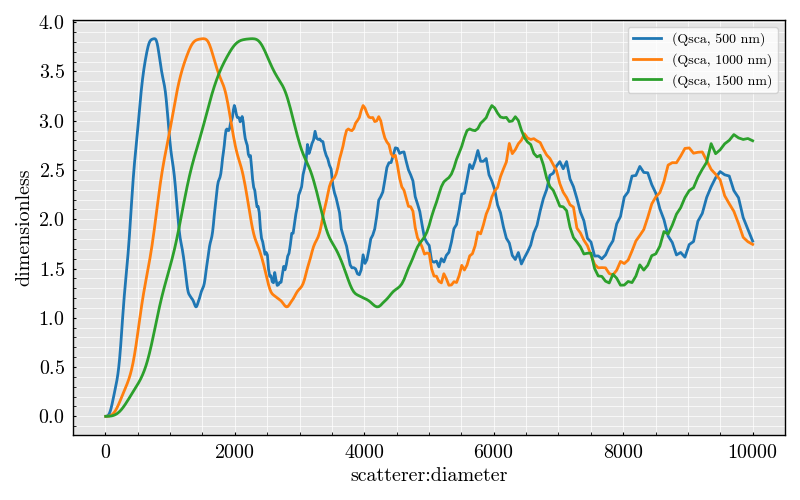 4.0
3.5
3.0
2.5
2.0
1.5
1.0
0.5
0.0
dimensionless
(Qsca, 500 nm)
(Qsca, 1000 nm)
(Qsca, 1500 nm)
0 2000 4000 6000 8000 10000
scatterer:diameter